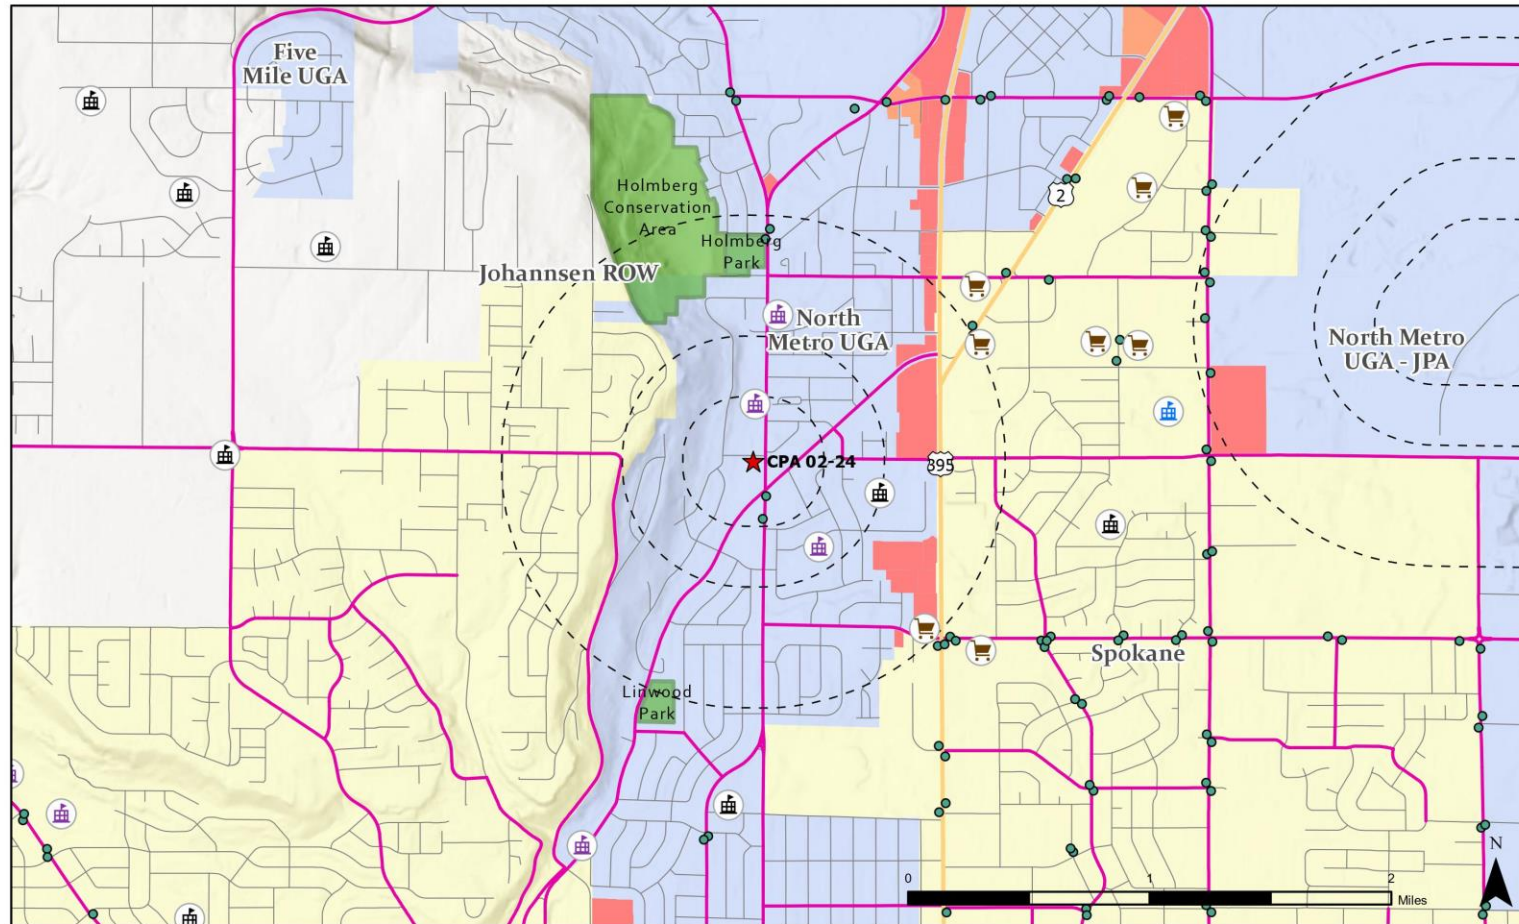 Five
Mile UGA
Holmberg
Conservation
Area
Holmberg
Park
2
Johannsen ROW
North
Metro UGA
North Metro
UGA - JPA
CPA 02-24
395
Spokane
Linwood
Park
N
0 1 2
Miles